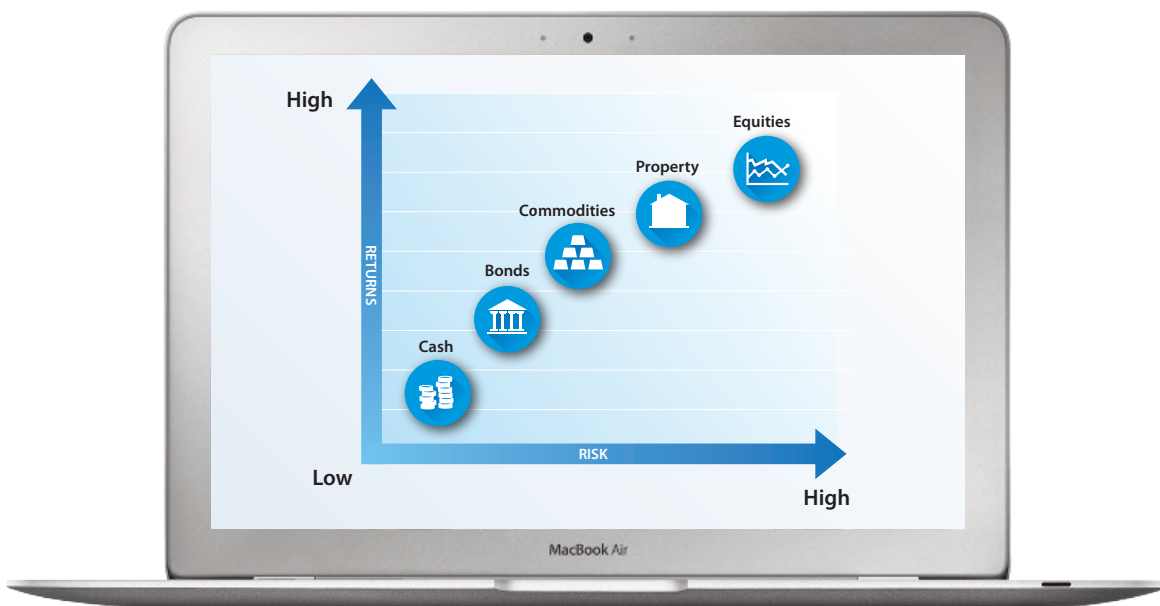 High
Equities
Property
Commodities
RETURNS
Bonds
Cash
RISK
Low
High
MacBook Air